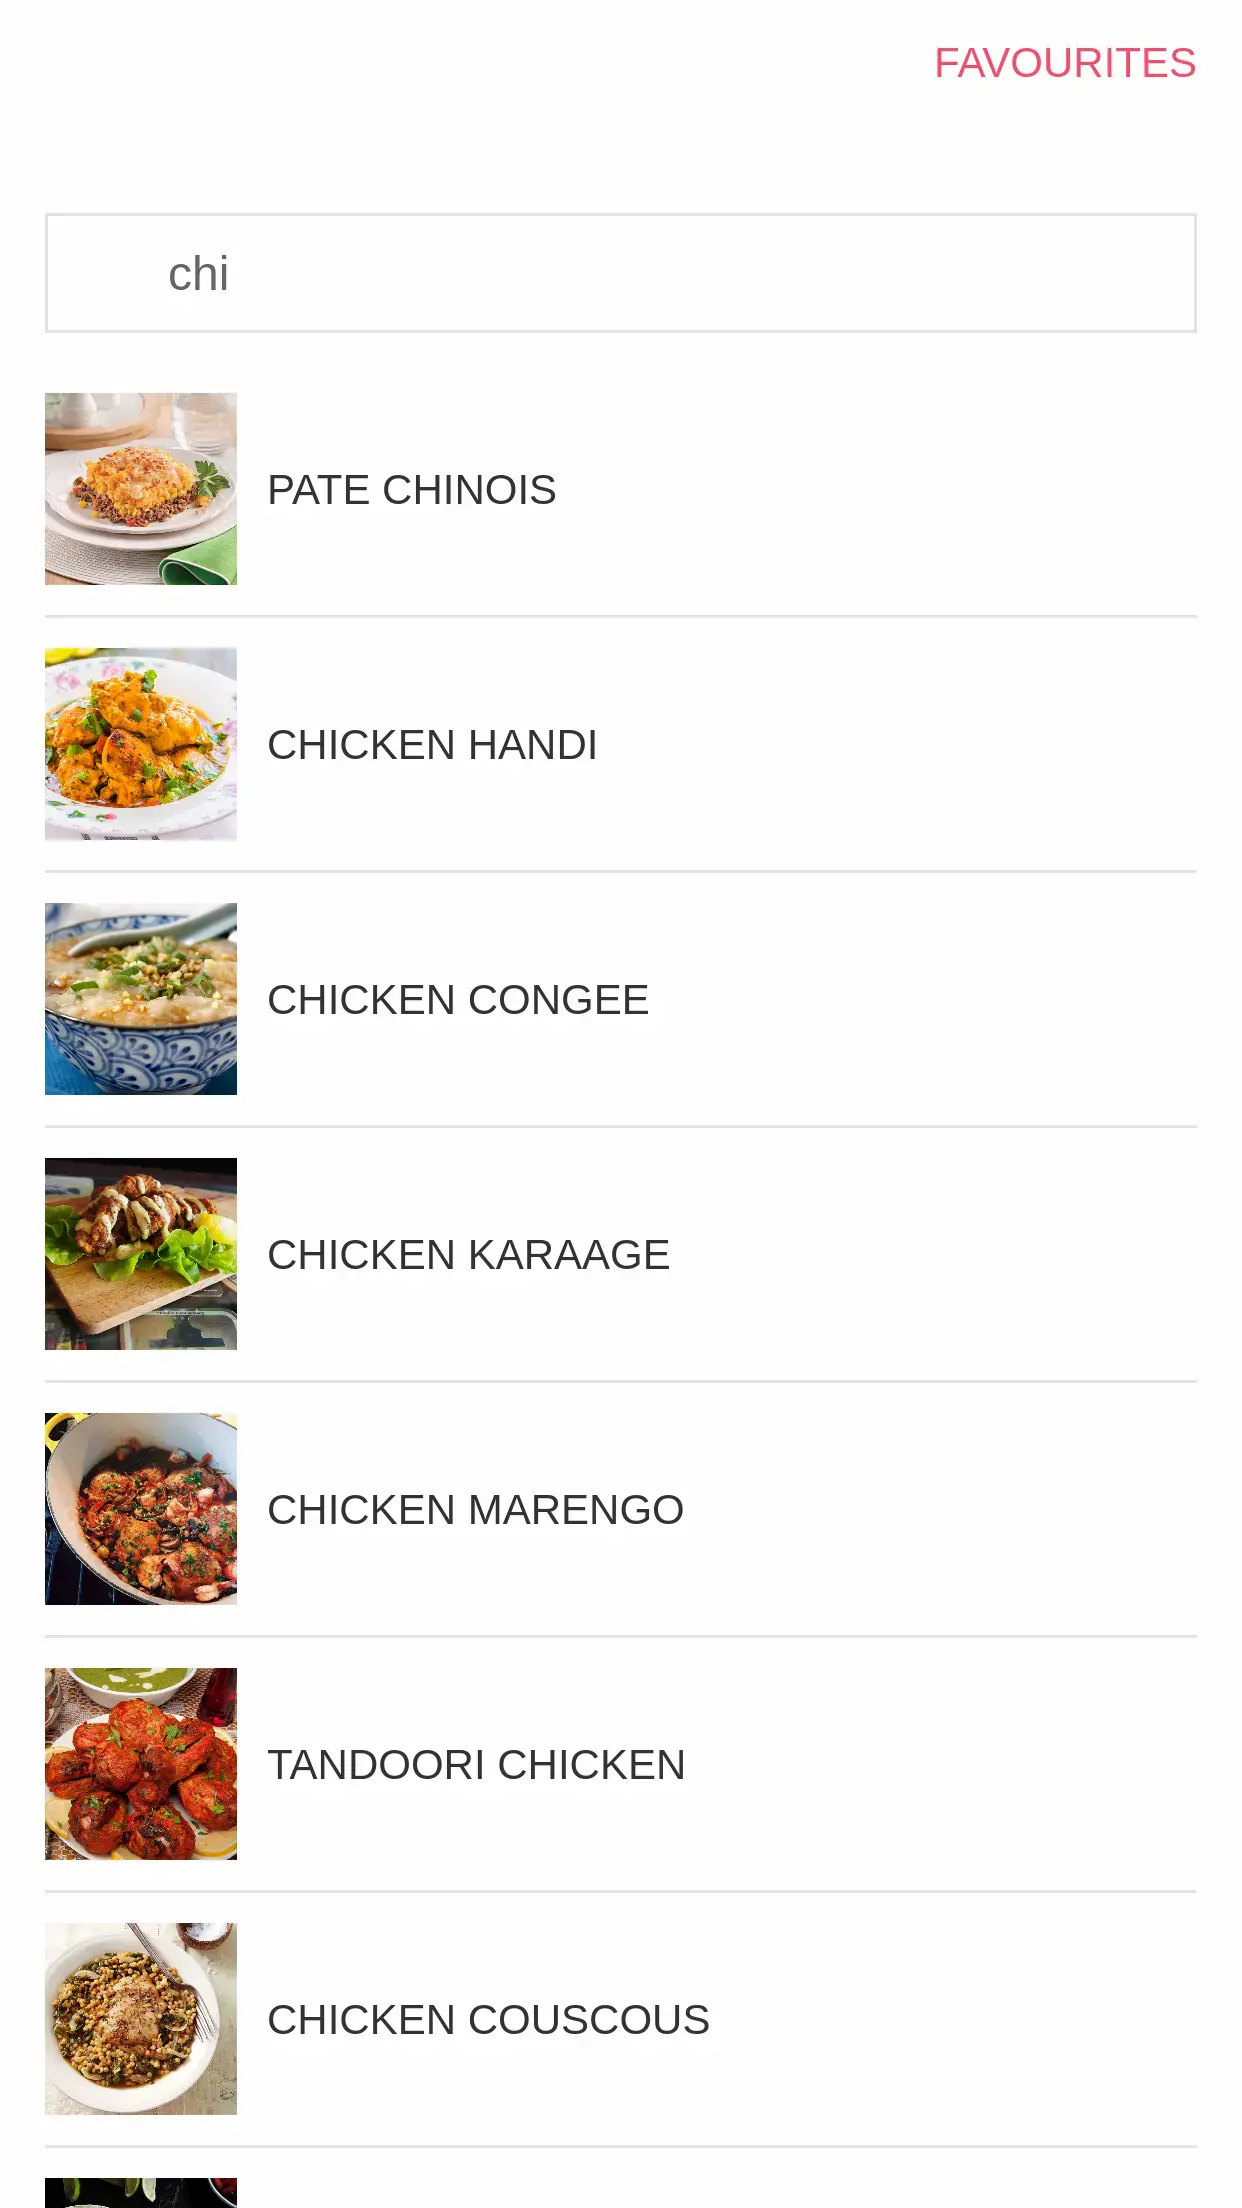 FAVOURITES
chi
PATE CHINOIS
CHICKEN HANDI
CHICKEN CONGEE
CHICKEN KARAAGE
CHICKEN MARENGO
TANDOORI CHICKEN
CHICKEN COUSCOUS